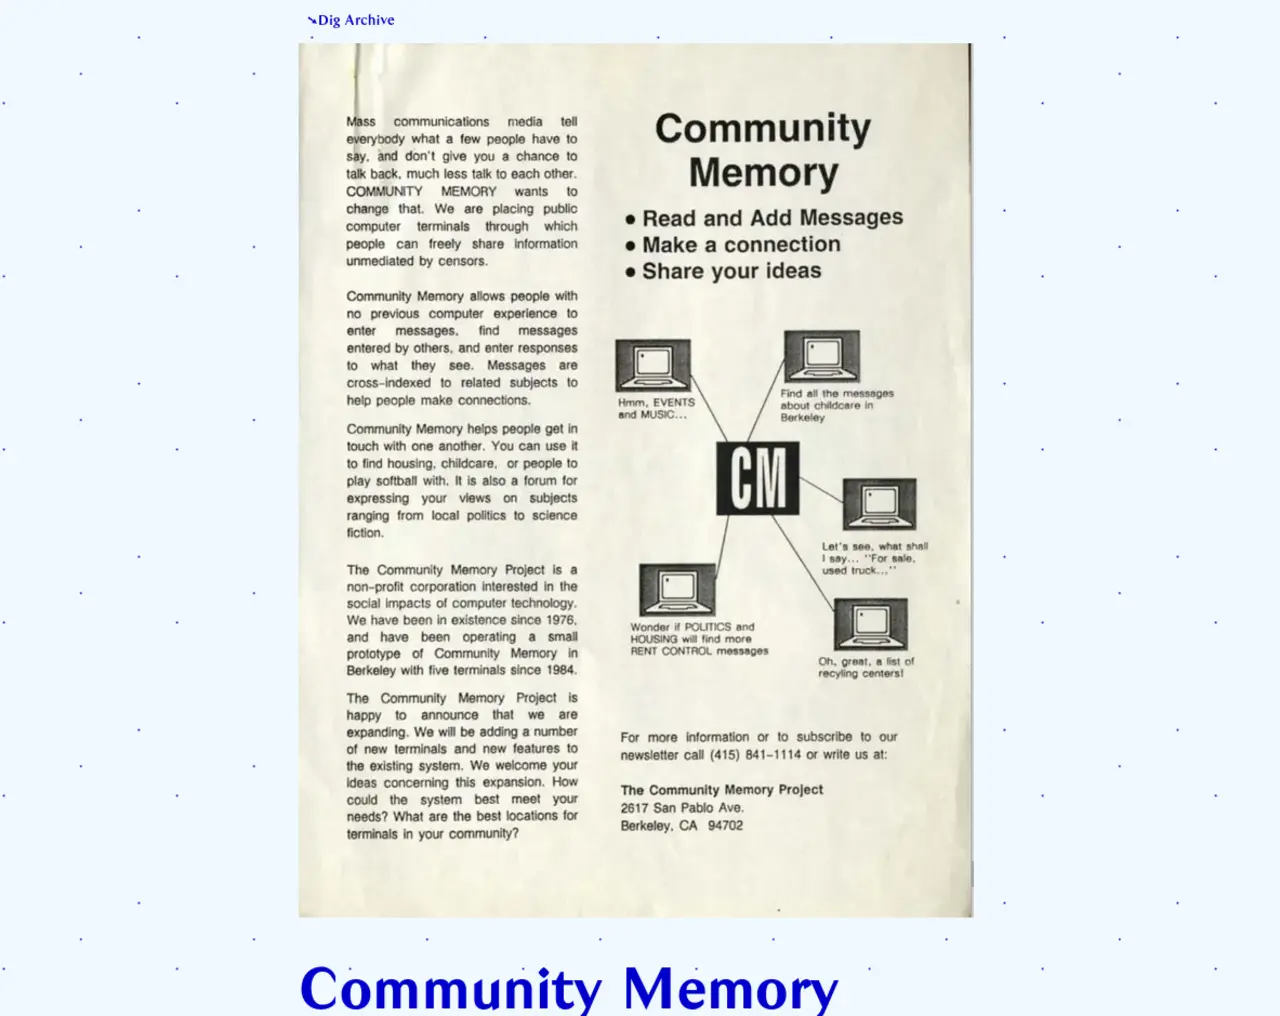 ↘Dig Archive
Mass communications media tell
everybody what a few people have to
say, and don't give you a chance to
talk back, much less talk to each other.
COMMUNITY MEMORY wants to
change that. We are placing public
computer terminals through which
people can freely share information
unmediated by censors.
Community Memory allows people with
no previous computer experience to
enter messages, find messages
entered by others, and enter responses
to what they see. Messages are
cross-indexed to related subjects to
help people make connections.
Community Memory helps people get in
touch with one another. You can use it
to find housing, childcare, or people to
play softball with. It is also a forum for
expressing your views on subjects
ranging from local politics to science
fiction.
The Community Memory Project is a
non-profit corporation interested in the
social impacts of computer technology.
We have been in existence since 1976,
and have been operating a small
prototype of Community Memory in
Berkeley with five terminals since 1984.
The Community Memory Project is
happy to announce that we are
expanding. We will be adding a number
of new terminals and new features to
the existing system. We welcome your
ideas concerning this expansion. How
could the system best meet your
needs? What are the best locations for
terminals in your community?
Community
Memory
• Read and Add Messages
• Make a connection
• Share your ideas
Hmm, EVENTS
and MUSIC...
Find all the messages
about childcare in
Berkeley
CM
Let's see, what shall
I say... "For sale,
used truck..."
Wonder if POLITICS and
HOUSING will find more
RENT CONTROL messages
Oh, great, a list of
recyling centers!
For more information or to subscribe to our
newsletter call (415) 841-1114 or write us at:
The Community Memory Project
2617 San Pablo Ave.
Berkeley, CA 94702
Community Memory